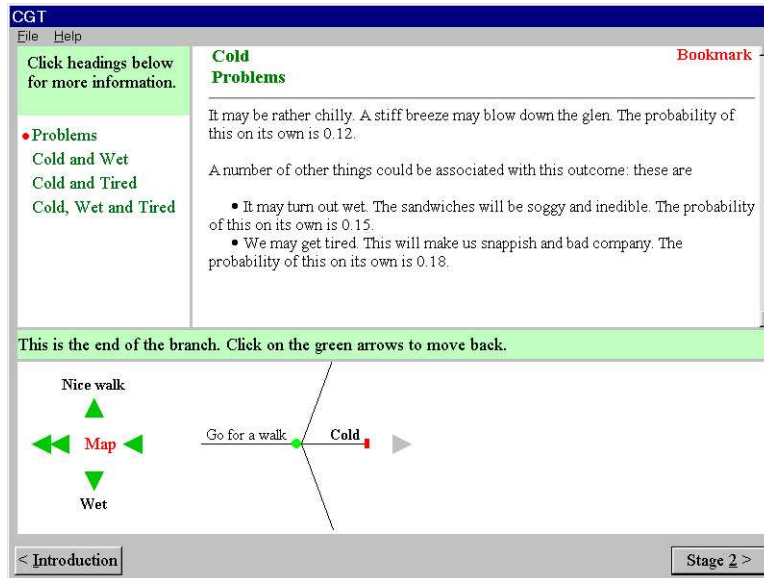 CGT
File Help
Click headings below
for more information.
Problems
Cold and Wet
Cold and Tired
Cold, Wet and Tired
Cold
Bookmark
Problems
It may be rather chilly. A stiff breeze may blow down the glen. The probability of
this on its own is 0.12.
A number of other things could be associated with this outcome: these are
• It may turn out wet. The sandwiches will be soggy and inedible. The probability
of this on its own is 0.15.
• We may get tired. This will make us snappish and bad company. The
probability of this on its own is 0.18.
This is the end of the branch. Click on the green arrows to move back.
Nice walk
Map
Wet
Go for a walk
Cold
< Introduction
Stage 2 >